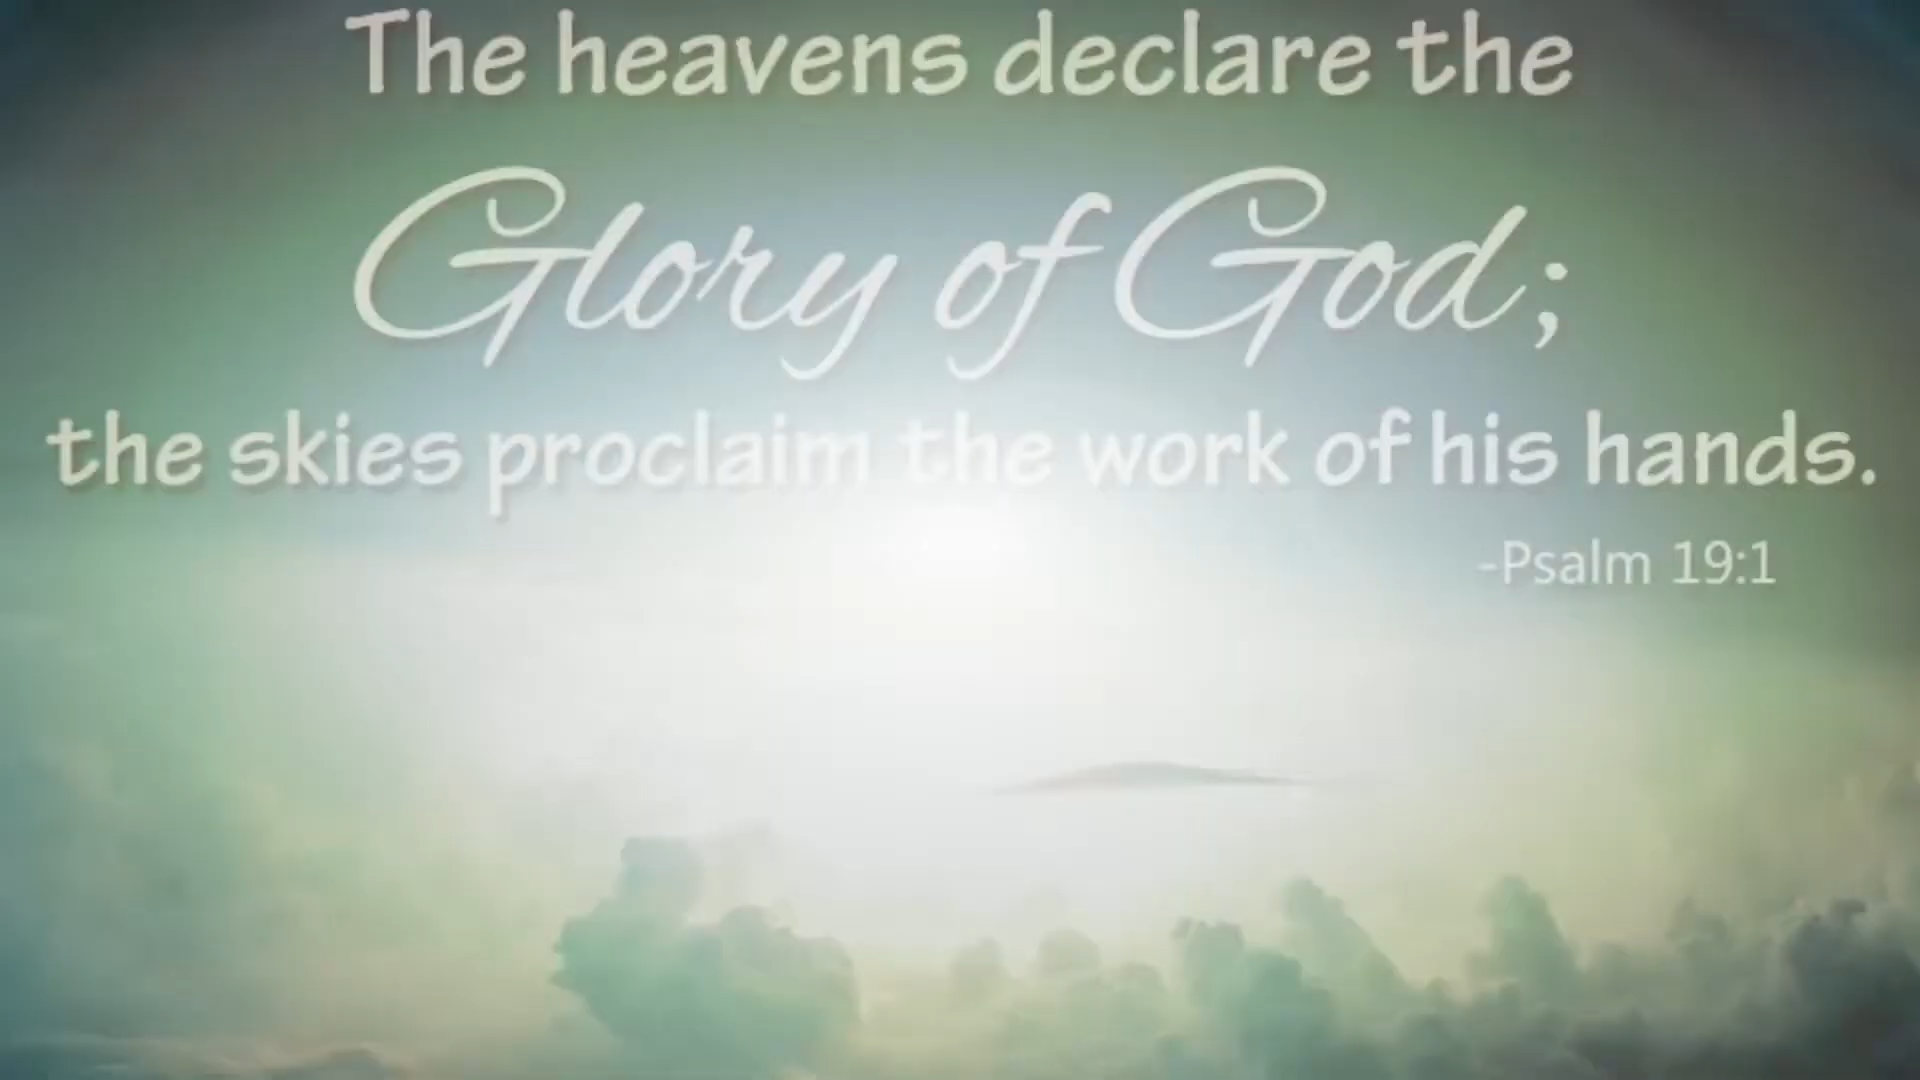 The heavens declare the
Glory of God;
the skies proclaim the work of his hands.
-Psalm 19:1